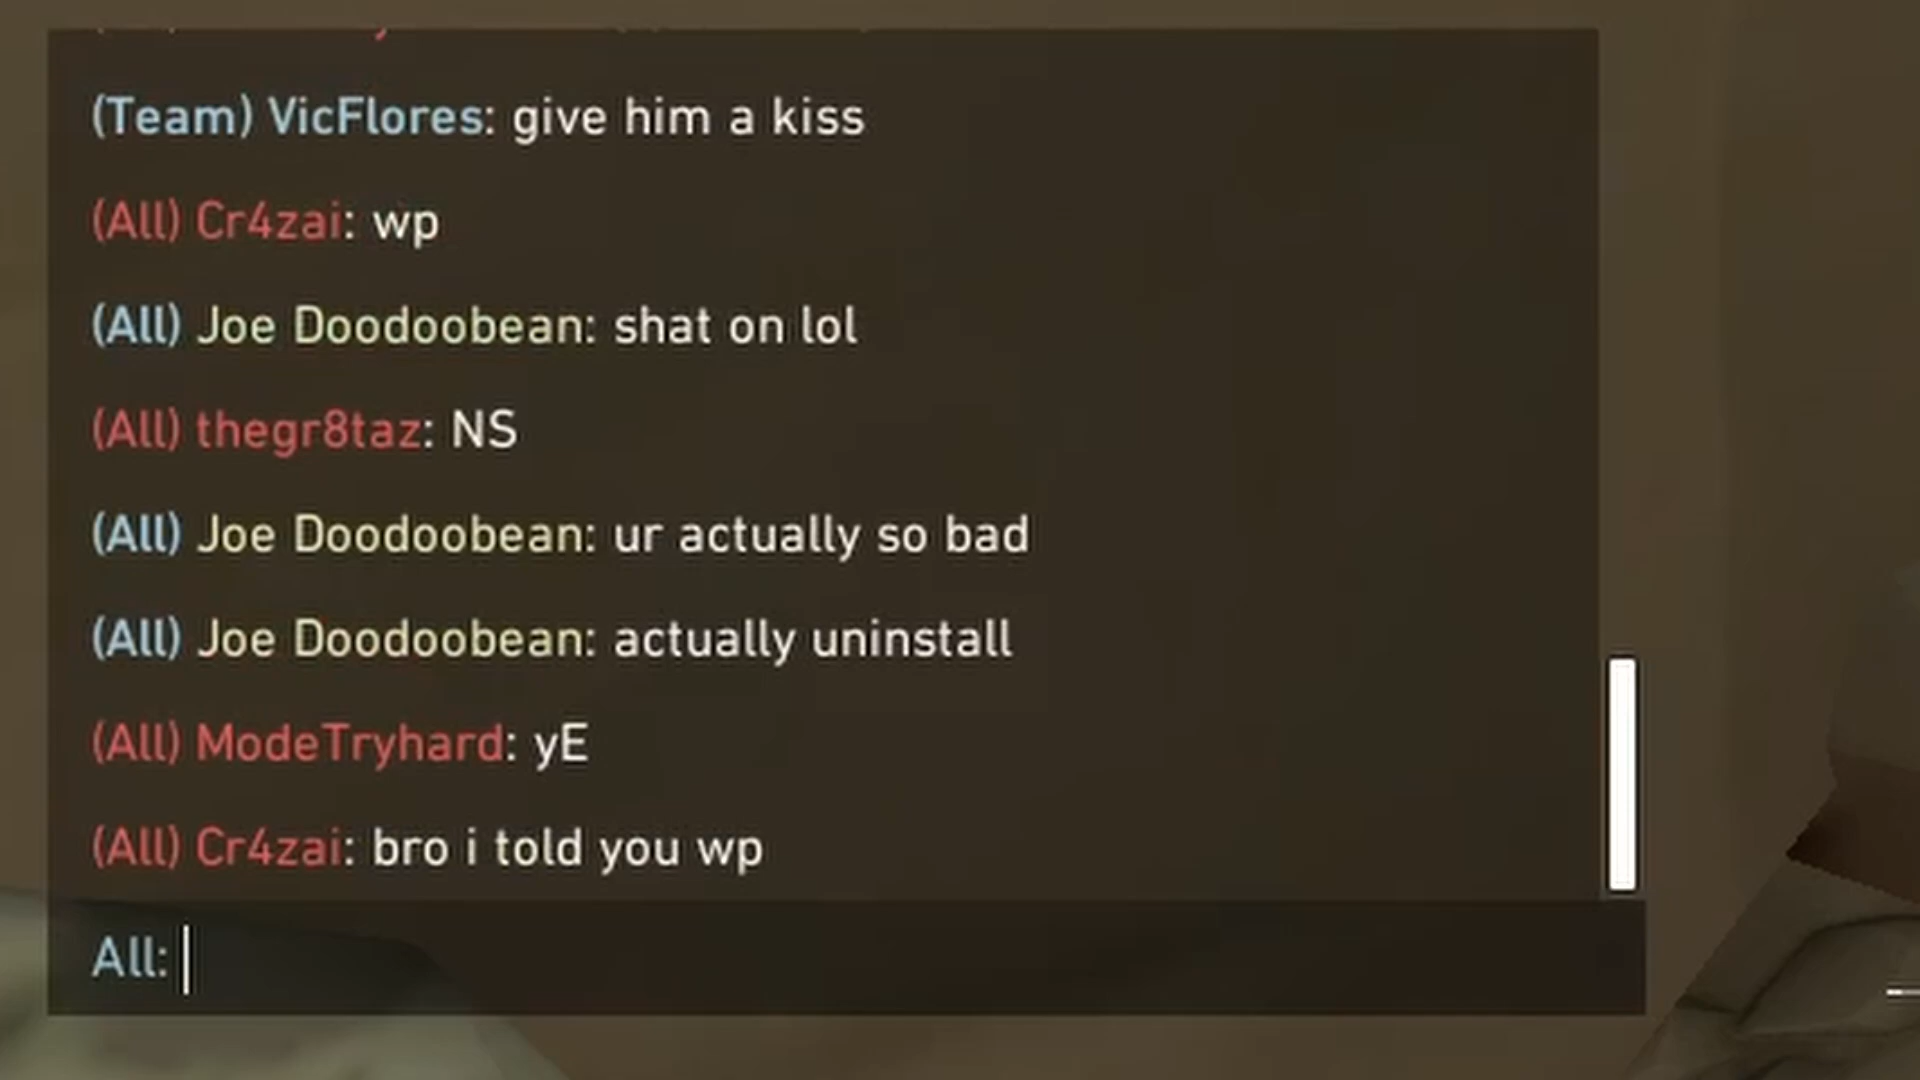 (Team) VicFlores: give him a kiss
(All) Cr4zai: wp
(All) Joe Doodoobean: shat on lol
(All) thegr8taz: NS
(All) Joe Doodoobean: ur actually so bad
(All) Joe Doodoobean: actually uninstall
(All) ModeTryhard: yE
(All) Cr4zai: bro i told you wp
All: